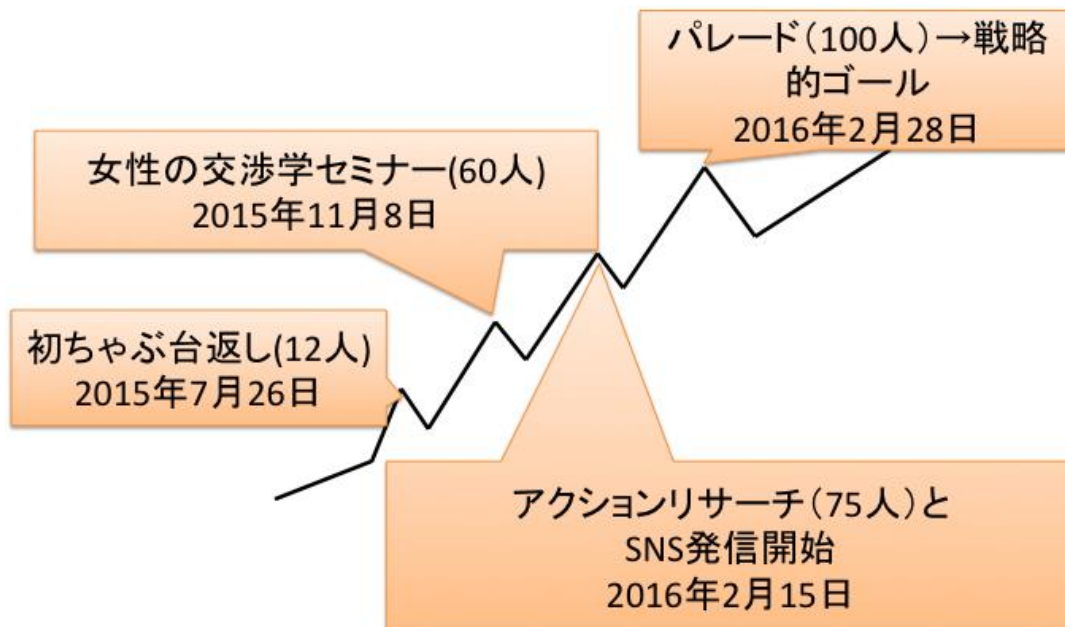 パレード（100人）→戦略
的ゴール
2016年2月28日
女性の交渉学セミナー(60人)
2015年11月8日
初ちゃぶ台返し(12人)
2015年7月26日
アクションリサーチ（75人）と
SNS発信開始
2016年2月15日